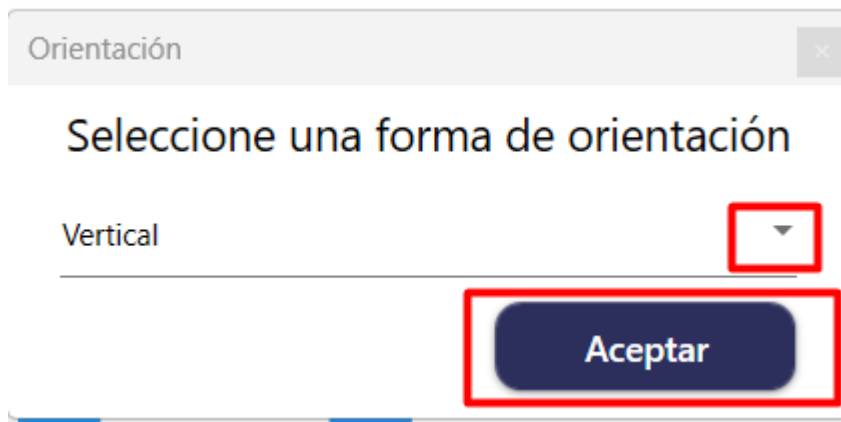 Orientación
Seleccione una forma de orientación
Vertical
Aceptar